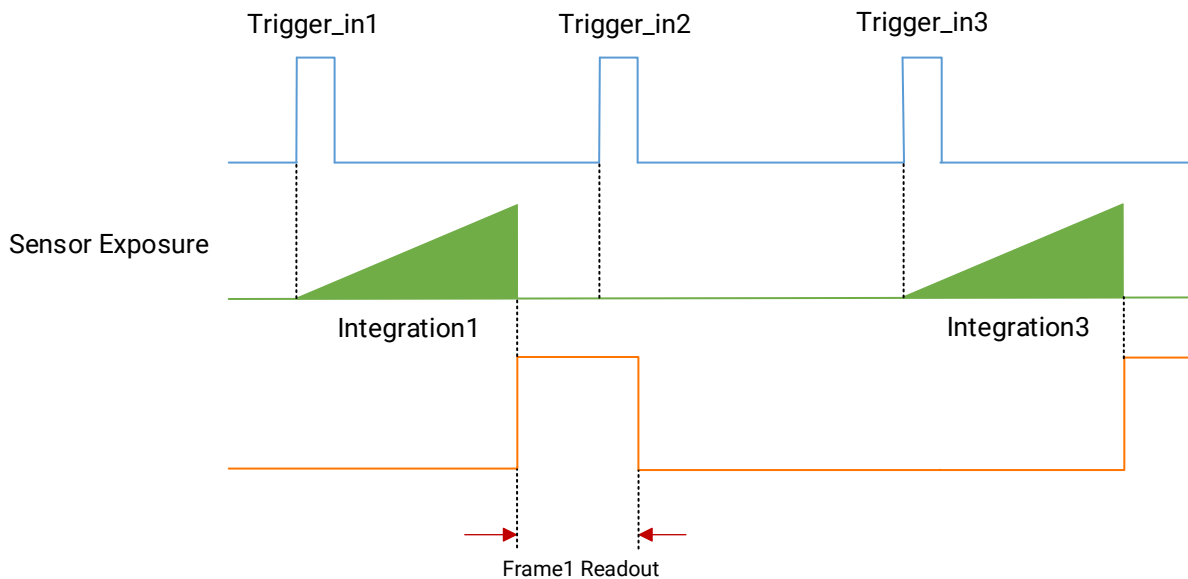 Trigger_in1
Trigger_in2
Trigger_in3
Sensor Exposure
Integration1
Integration3
Frame1 Readout